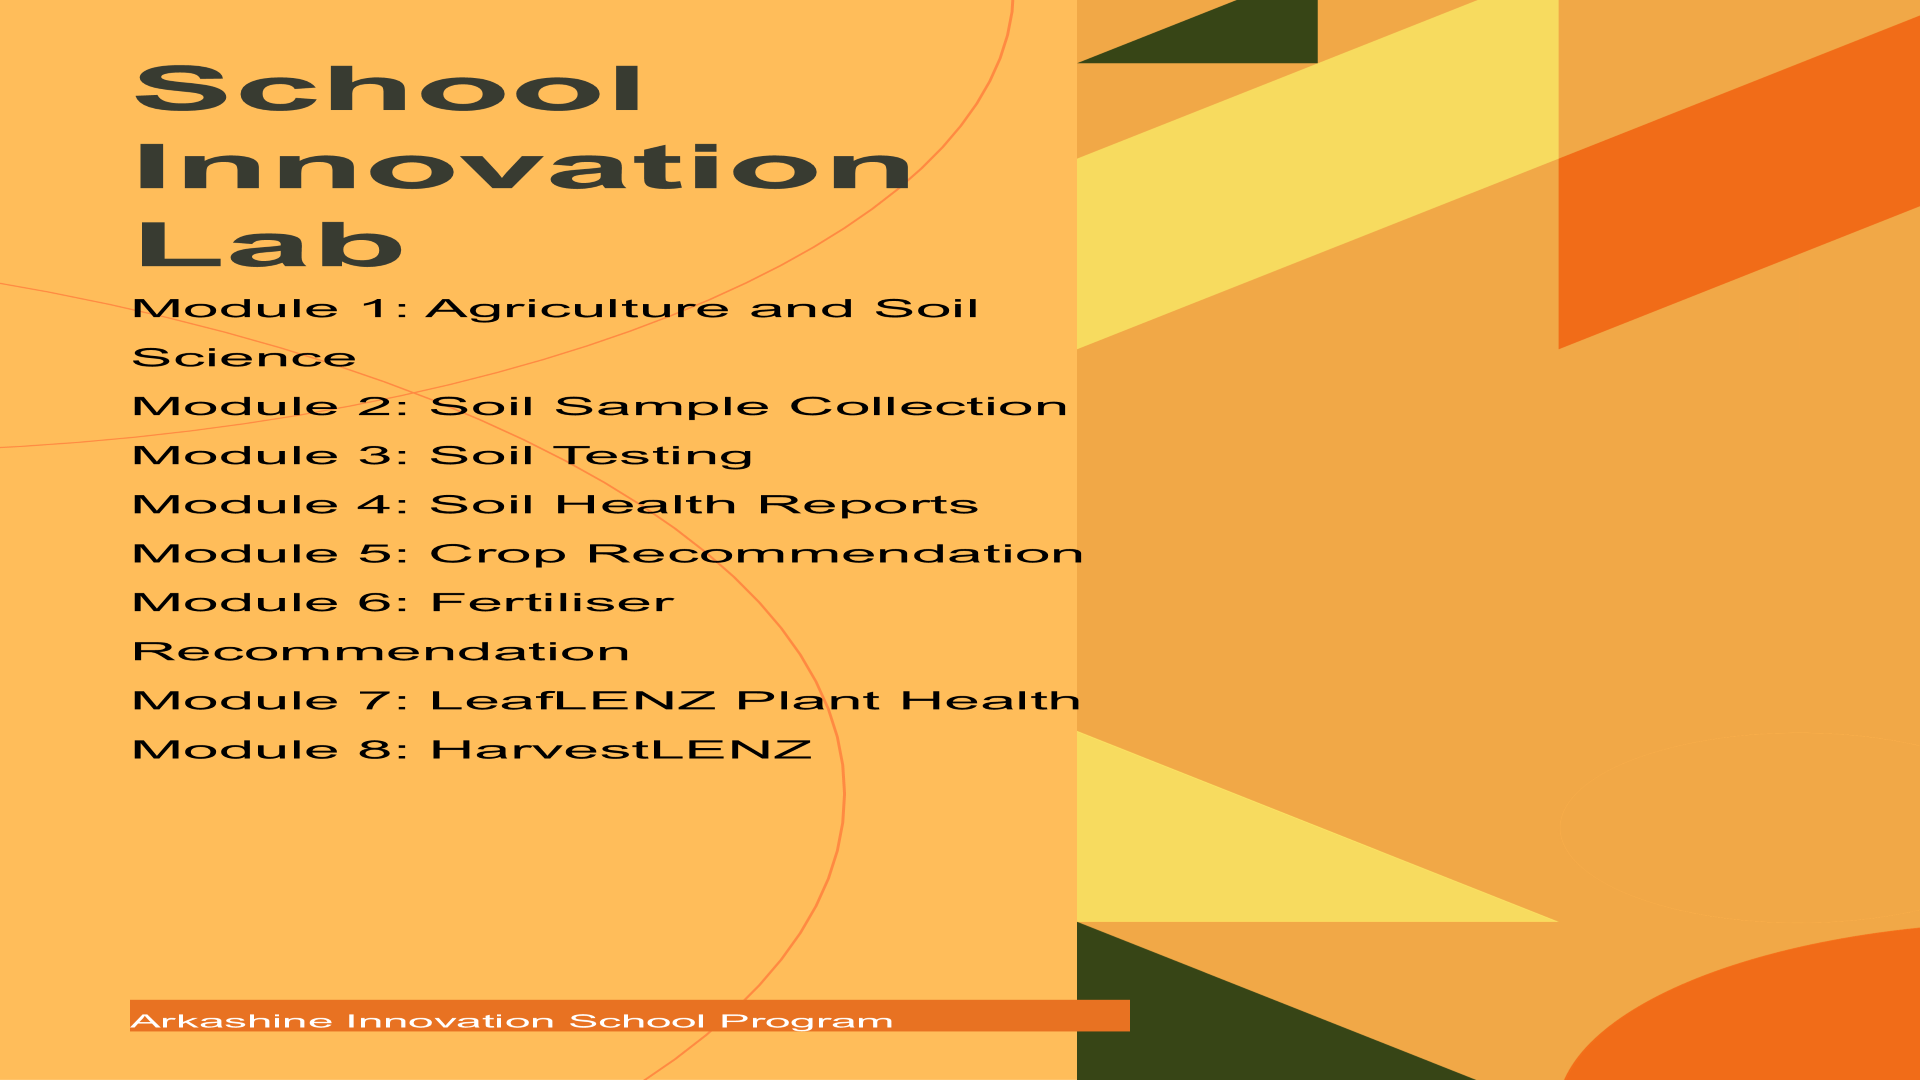 School
Innovation
Lab
Module 1: Agriculture and Soil
Science
Module 2: Soil Sample Collection
Module 3: Soil Testing
Module 4: Soil Health Reports
Module 5: Crop Recommendation
Module 6: Fertiliser
Recommendation
Module 7: LeafLENZ Plant Health
Module 8: HarvestLENZ
Arkashine Innovation School Program